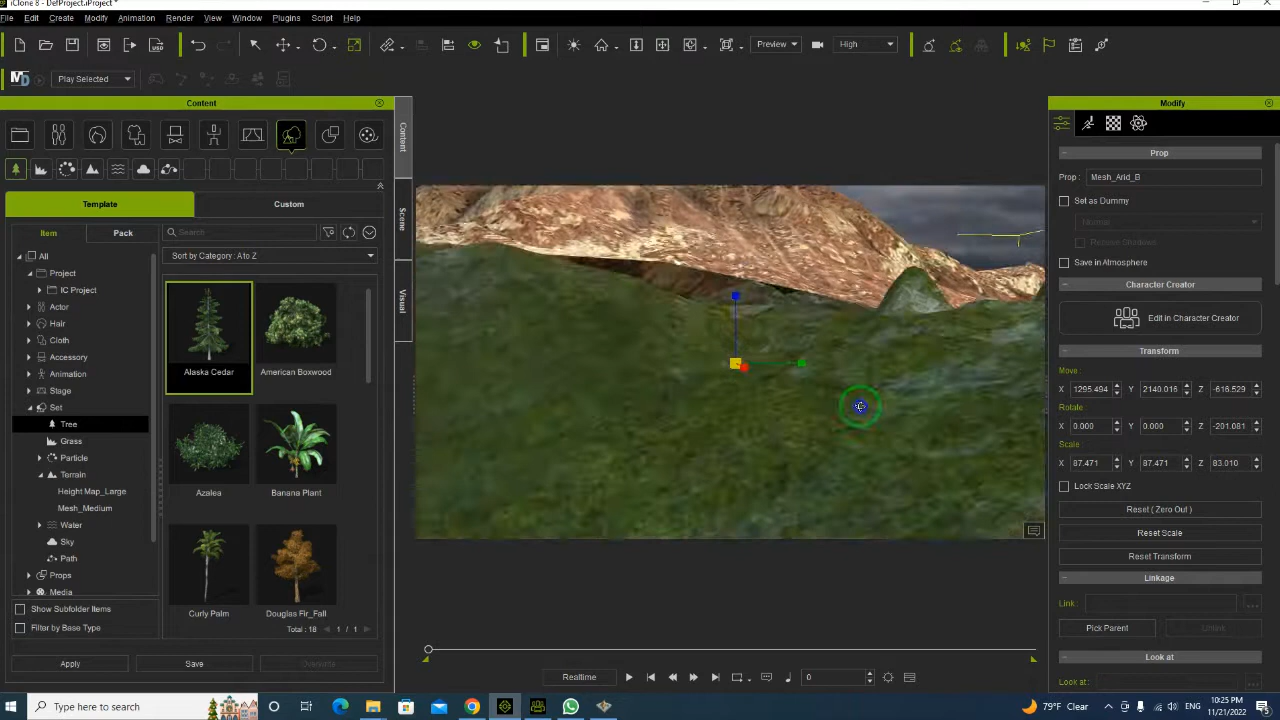 iClone 8 - DefProject.iProject *
File Edit Create Modify Animation Render View Window Plugins Script Help
Preview High
Play Selected
Content
Modify
Content
Scene
Visual
Template Custom
Item Pack
Search
Sort by Category : A to Z
All
Project
IC Project
Actor
Hair
Cloth
Accessory
Animation
Stage
Set
Tree
Grass
Particle
Terrain
Height Map_Large
Mesh_Medium
Water
Sky
Path
Props
Media
Alaska Cedar American Boxwood
Azalea Banana Plant
Curly Palm Douglas Fir_Fall
Show Subfolder Items
Filter by Base Type
Total : 18 1 / 1
Apply Save Overwrite
Prop
Prop : Mesh_Arid_B
Set as Dummy
Normal
Receive Shadows
Save in Atmosphere
Character Creator
Edit in Character Creator
Transform
Move :
X 1295.494 Y 2140.016 Z -616.529
Rotate
X 0.000 Y 0.000 Z -201.081
Scale
X 87.471 Y 87.471 Z 83.010
Lock Scale XYZ
Reset ( Zero Out )
Reset Scale
Reset Transform
Linkage
Link :
Pick Parent Unlink
Look at
Look at :
Realtime 0
Type here to search
79°F Clear ENG 10:25 PM
11/21/2022
5